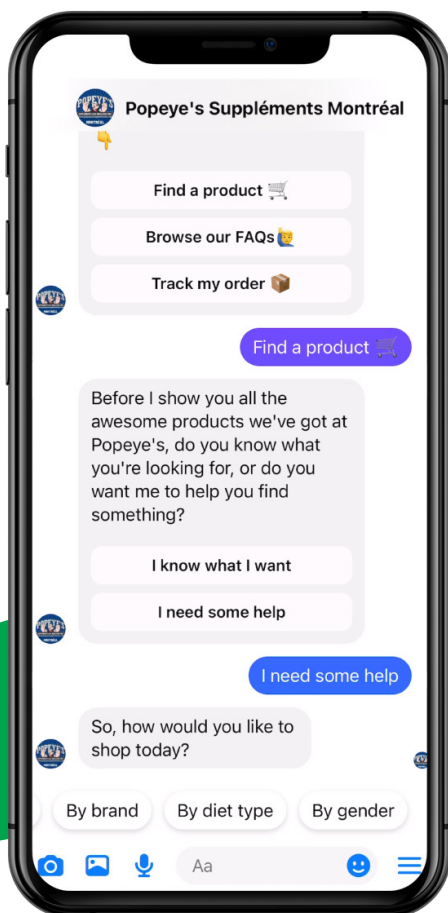 Popeye's Suppléments Montréal
👇
Find a product 🛒
Browse our FAQs🙋‍♂️
Track my order 📦
Find a product 🛒
Before I show you all the
awesome products we've got at
Popeye's, do you know what
you're looking for, or do you
want me to help you find
something?
I know what I want
I need some help
I need some help
So, how would you like to
shop today?
By brand
By diet type
By gender
Aa